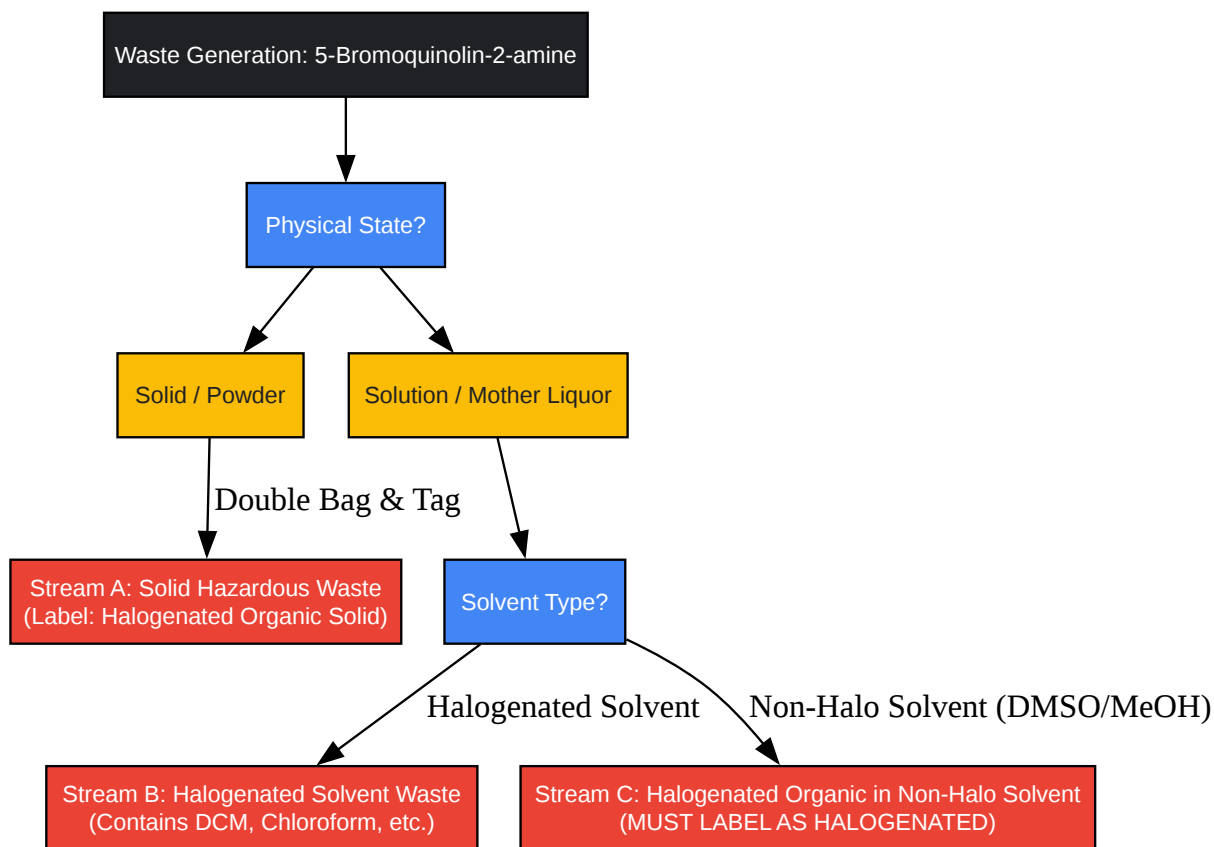 Waste Generation: 5-Bromoquinolin-2-amine
Physical State?
Solid / Powder
Solution / Mother Liquor
Double Bag & Tag
Stream A: Solid Hazardous Waste
(Label: Halogenated Organic Solid)
Solvent Type?
Halogenated Solvent
Non-Halo Solvent (DMSO/MeOH)
Stream B: Halogenated Solvent Waste
(Contains DCM, Chloroform, etc.)
Stream C: Halogenated Organic in Non-Halo Solvent
(MUST LABEL AS HALOGENATED)